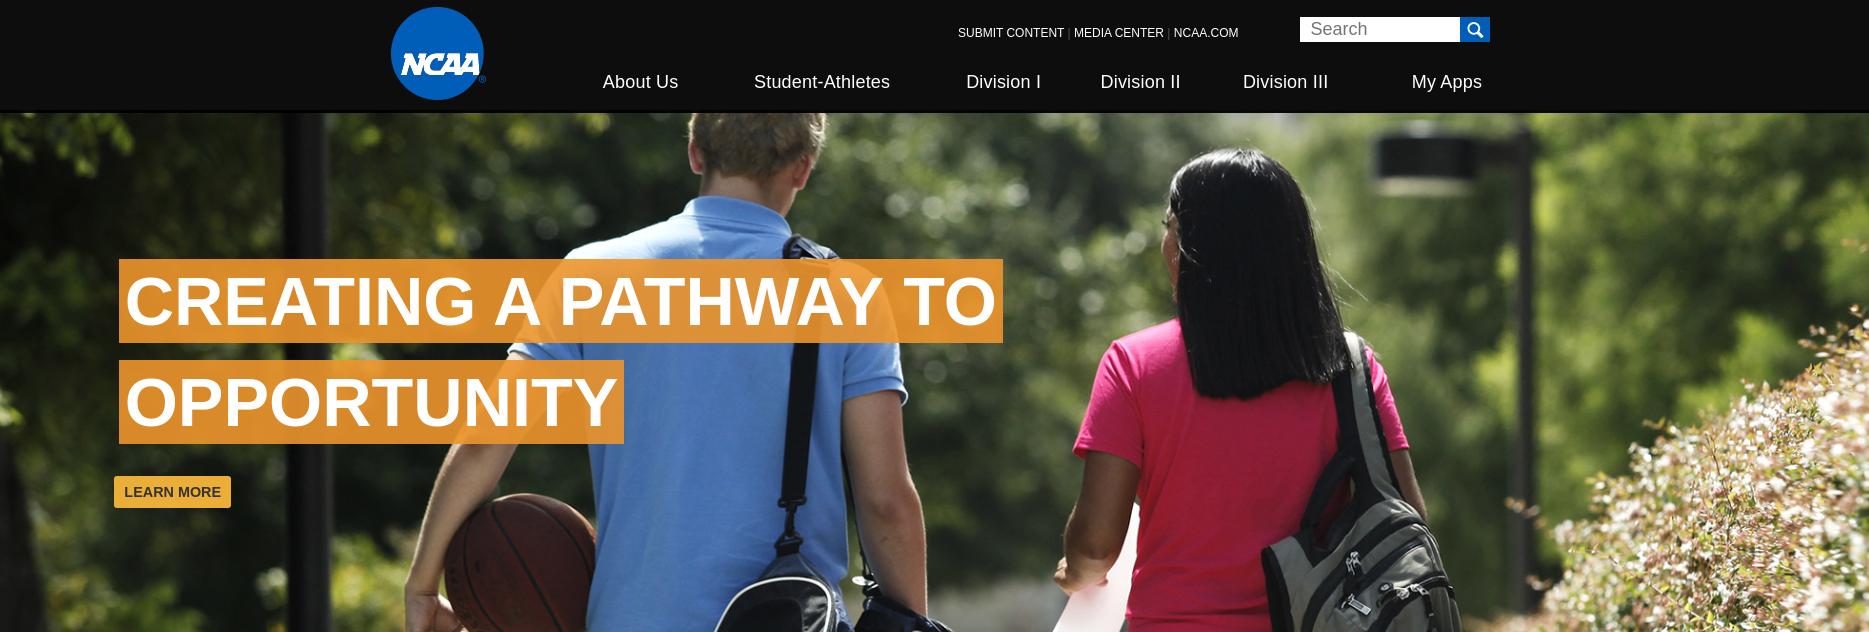 NCAA
SUBMIT CONTENT | MEDIA CENTER | NCAA.COM
Search
About Us
Student-Athletes
Division I
Division II
Division III
My Apps
CREATING A PATHWAY TO
OPPORTUNITY
LEARN MORE